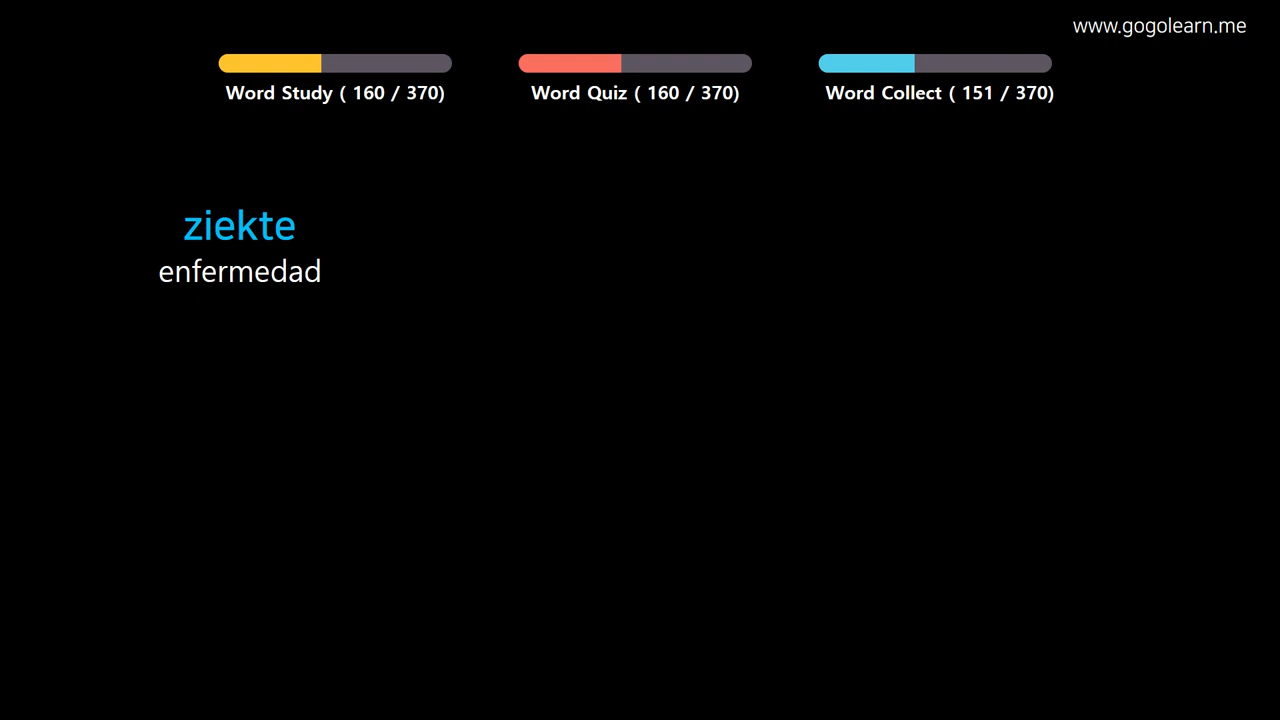 www.gogolearn.me
Word Study ( 160 / 370)
Word Quiz ( 160 / 370)
Word Collect ( 151 / 370)
ziekte
enfermedad